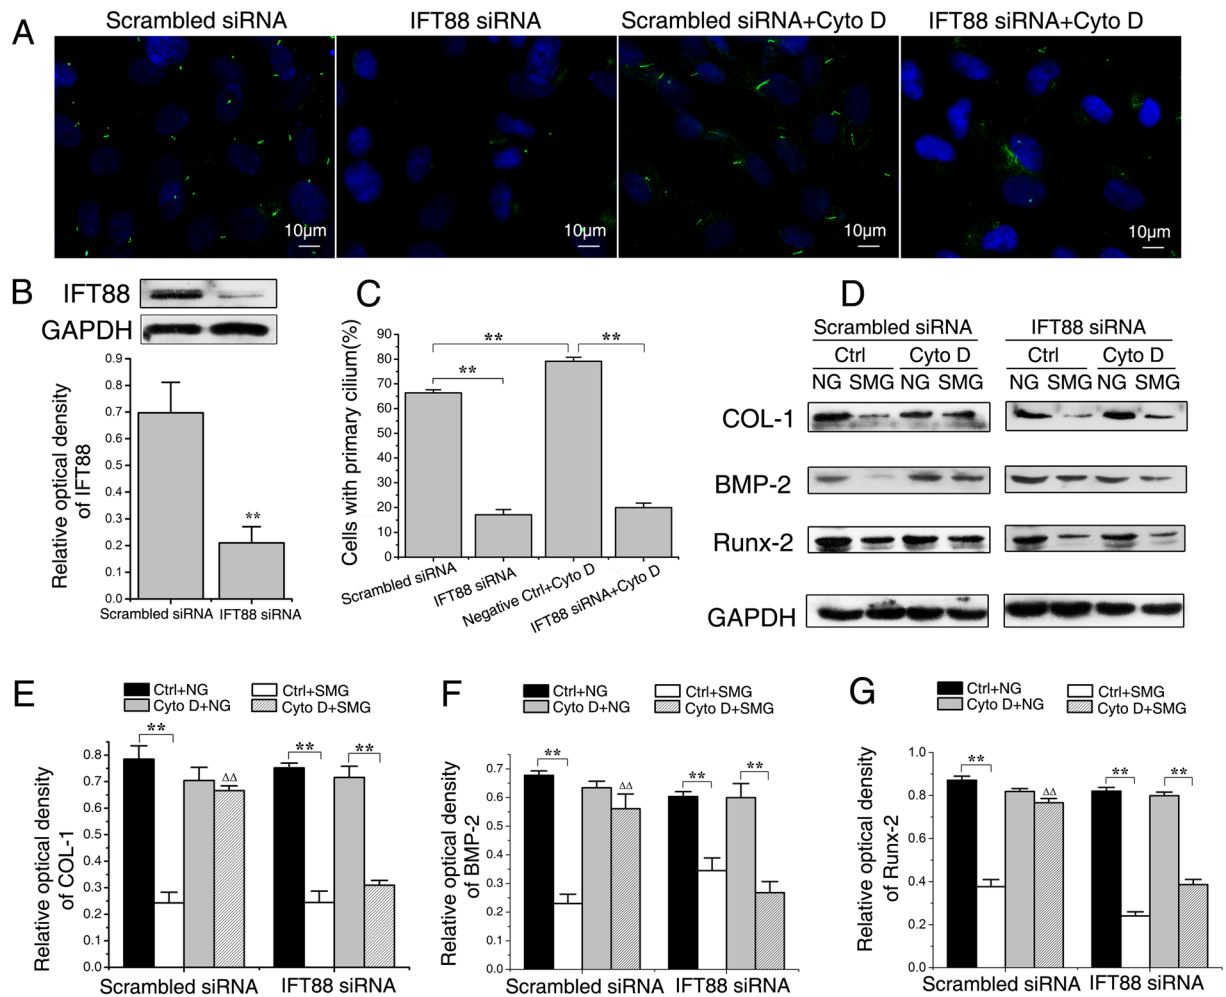 A
Scrambled siRNA
IFT88 siRNA
Scrambled siRNA+Cyto D
IFT88 siRNA+Cyto D
10μm
10μm
10μm
10μm
B
IFT88
GAPDH
Relative optical density
of IFT88
0.9
0.8
0.7
0.6
0.5
0.4
0.3
0.2
0.1
0.0
**
Scrambled siRNA
IFT88 siRNA
C
Cells with primary cilium(%)
90
80
70
60
50
40
30
20
10
0
**
**
**
Scrambled siRNA
IFT88 siRNA
Negative Ctrl+Cyto D
IFT88 siRNA+Cyto D
D
Scrambled siRNA
IFT88 siRNA
Ctrl
Cyto D
Ctrl
Cyto D
NG SMG NG SMG
NG SMG NG SMG
COL-1
BMP-2
Runx-2
GAPDH
E
Ctrl+NG
Ctrl+SMG
Cyto D+NG
Cyto D+SMG
Relative optical density
of COL-1
0.8
0.7
0.6
0.5
0.4
0.3
0.2
0.1
0.0
**
ΔΔ
**
**
Scrambled siRNA
IFT88 siRNA
F
Ctrl+NG
Ctrl+SMG
Cyto D+NG
Cyto D+SMG
Relative optical density
of BMP-2
0.7
0.6
0.5
0.4
0.3
0.2
0.1
0.0
**
ΔΔ
**
**
Scrambled siRNA
IFT88 siRNA
G
Ctrl+NG
Ctrl+SMG
Cyto D+NG
Cyto D+SMG
Relative optical density
of Runx-2
1.0
0.8
0.6
0.4
0.2
0.0
**
ΔΔ
**
**
Scrambled siRNA
IFT88 siRNA